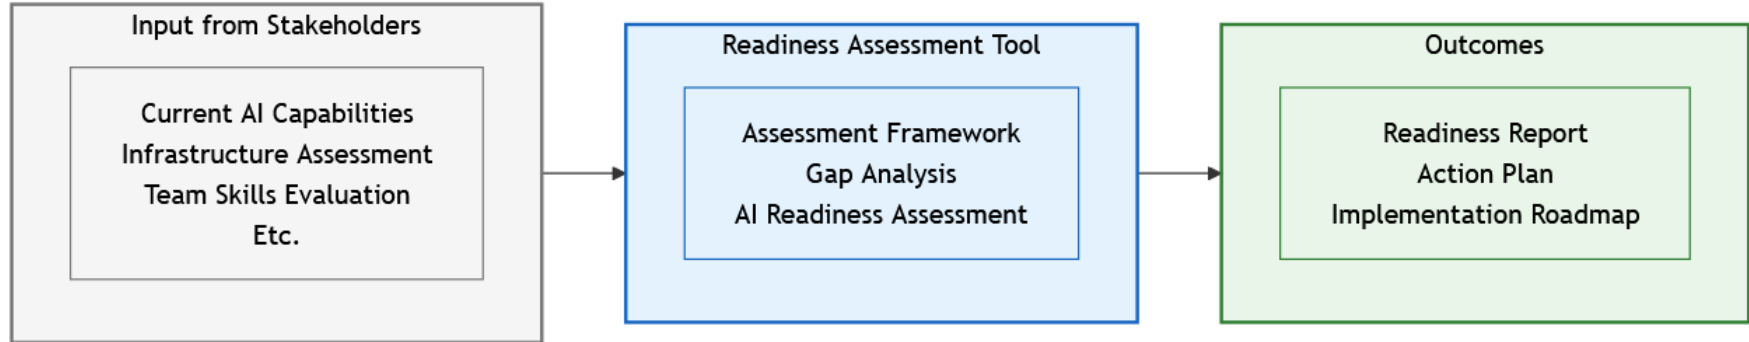 Input from Stakeholders
Current AI Capabilities
Infrastructure Assessment
Team Skills Evaluation
Etc.
Readiness Assessment Tool
Assessment Framework
Gap Analysis
AI Readiness Assessment
Outcomes
Readiness Report
Action Plan
Implementation Roadmap